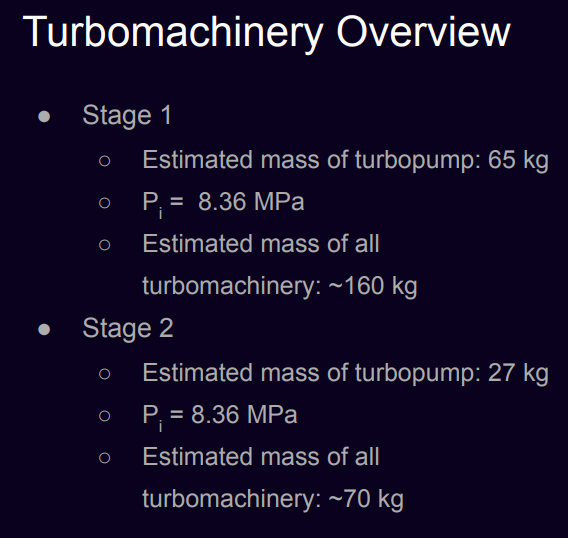 Turbomachinery Overview
● Stage 1
○ Estimated mass of turbopump: 65 kg
○ Pᵢ = 8.36 MPa
○ Estimated mass of all
turbomachinery: ~160 kg
● Stage 2
○ Estimated mass of turbopump: 27 kg
○ Pᵢ = 8.36 MPa
○ Estimated mass of all
turbomachinery: ~70 kg